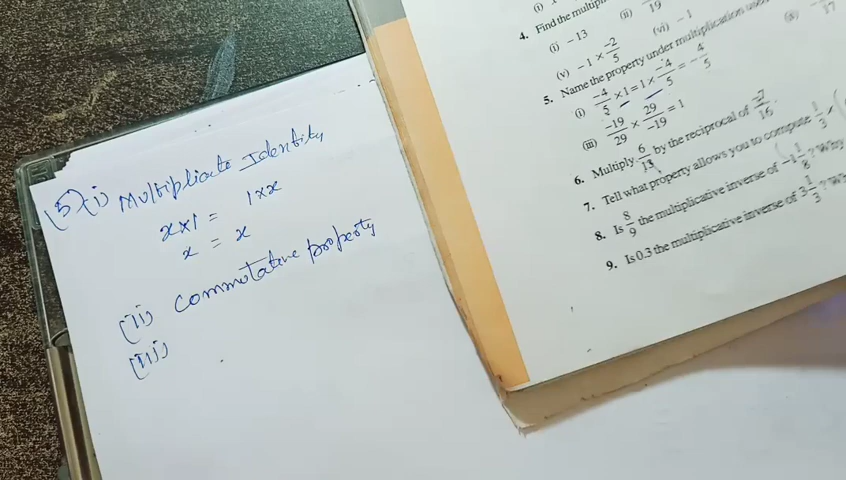 (5) (i) Multiplicate Identity
x×1 = 1×x
x = x
(ii) Commutative property
(iii)
(i)
19
4. Find the multipl
(i) −13 (ii)
(v) −1 × −2/5 (vi) −1
17
5. Name the property under multiplication used
(i) −4/5 × 1 = 1 × −4/5 = −4/5 (ii)
(iii) −19/29 × 29/−19 = 1
6. Multiply 6/13 by the reciprocal of −7/16.
7. Tell what property allows you to compute 1/3 ×
8. Is 8/9 the multiplicative inverse of −1 1/8? Why
9. Is 0.3 the multiplicative inverse of 3 1/3? Wh